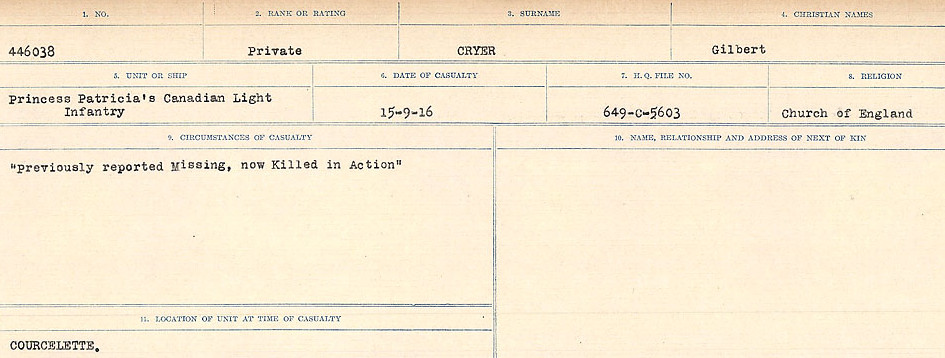 1. NO. 2. RANK OR RATING 3. SURNAME 4. CHRISTIAN NAMES
446038 Private CRYER Gilbert
5. UNIT OR SHIP 6. DATE OF CASUALTY 7. H. Q. FILE NO. 8. RELIGION
Princess Patricia's Canadian Light
Infantry 15-9-16 649-C-5603 Church of England
9. CIRCUMSTANCES OF CASUALTY 10. NAME, RELATIONSHIP AND ADDRESS OF NEXT OF KIN
"Previously reported Missing, now Killed in Action"
11. LOCATION OF UNIT AT TIME OF CASUALTY
COURCELETTE.